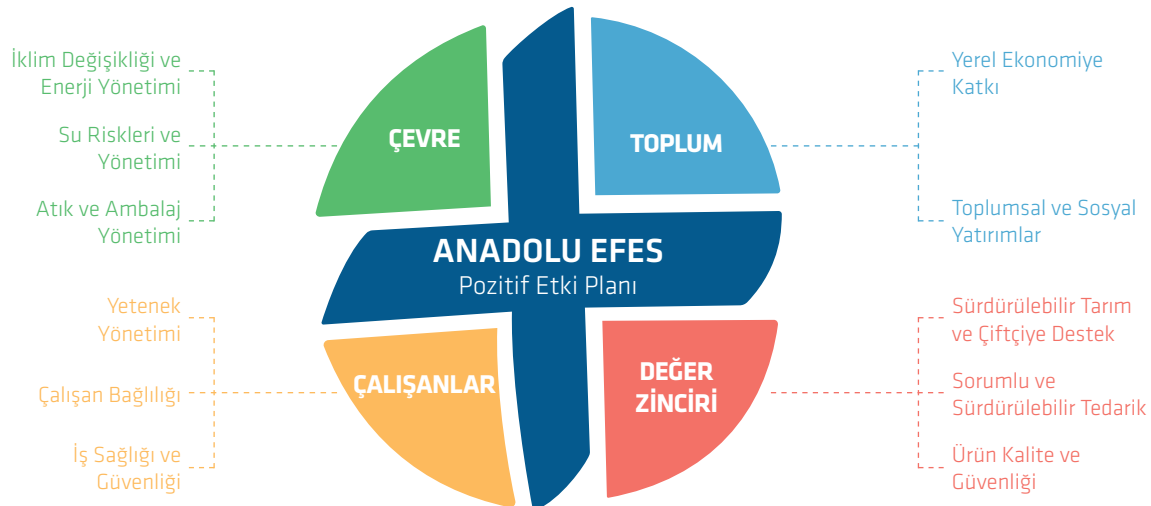 İklim Değişikliği ve
Enerji Yönetimi
Su Riskleri ve
Yönetimi
Atık ve Ambalaj
Yönetimi
ÇEVRE
TOPLUM
Yerel Ekonomiye
Katkı
Toplumsal ve Sosyal
Yatırımlar
ANADOLU EFES
Pozitif Etki Planı
Yetenek
Yönetimi
Çalışan Bağlılığı
İş Sağlığı ve
Güvenliği
ÇALIŞANLAR
DEĞER
ZİNCİRİ
Sürdürülebilir Tarım
ve Çiftçiye Destek
Sorumlu ve
Sürdürülebilir Tedarik
Ürün Kalite ve
Güvenliği